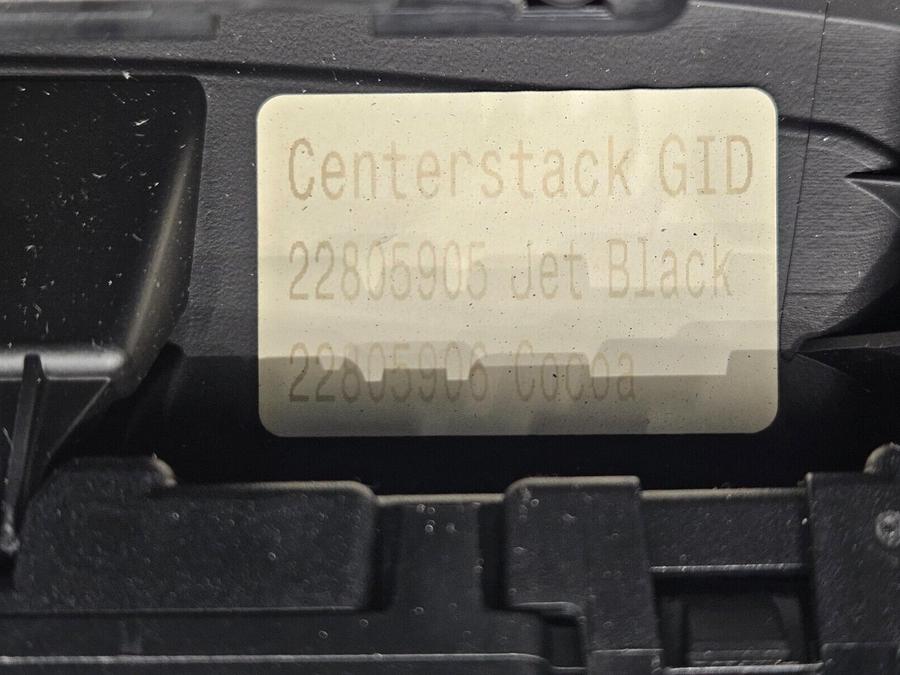 Centerstack GID
22805905 Jet Black
22805906 Cocoa